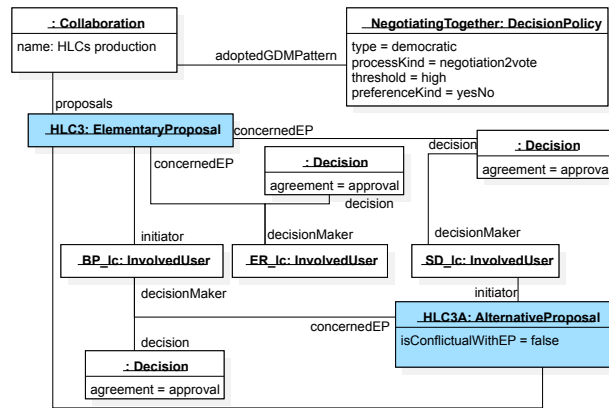 : Collaboration
name: HLCs production
NegotiatingTogether: DecisionPolicy
type = democratic
processKind = negotiation2vote
threshold = high
preferenceKind = yesNo
adoptedGDMPattern
proposals
HLC3: ElementaryProposal
concernedEP
concernedEP
: Decision
agreement = approval
decision
decision
: Decision
agreement = approval
initiator
decisionMaker
decisionMaker
BP_lc: InvolvedUser
ER_lc: InvolvedUser
SD_lc: InvolvedUser
decisionMaker
initiator
concernedEP
HLC3A: AlternativeProposal
isConflictualWithEP = false
decision
: Decision
agreement = approval